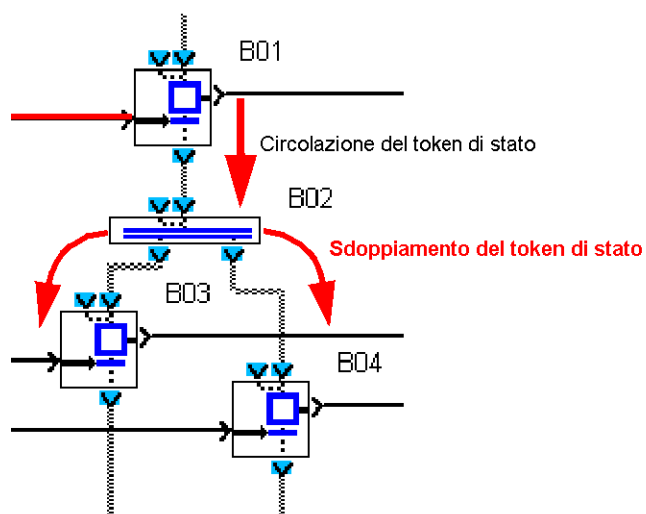 B01
Circolazione del token di stato
B02
Sdoppiamento del token di stato
B03
B04